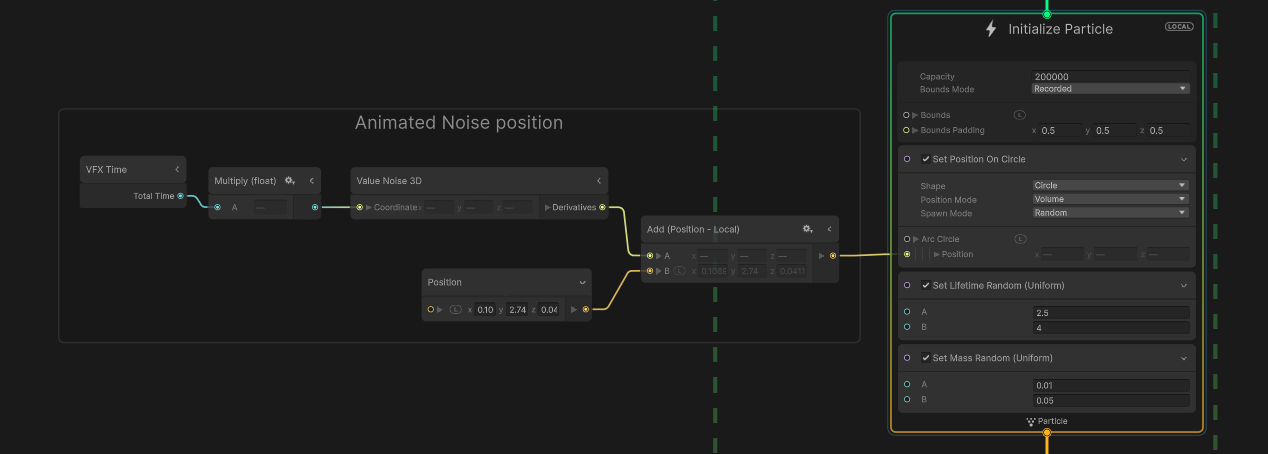 Initialize Particle
LOCAL
Capacity 200000
Bounds Mode Recorded
Bounds L
Bounds Padding x 0.5 y 0.5 z 0.5
Set Position On Circle
Shape Circle
Position Mode Volume
Spawn Mode Random
Arc Circle L
Position x — y — z —
Set Lifetime Random (Uniform)
A 2.5
B 4
Set Mass Random (Uniform)
A 0.01
B 0.05
Particle
Animated Noise position
VFX Time
Total Time
Multiply (float)
A —
Value Noise 3D
Coordinate x — y — z — Derivatives
Add (Position - Local)
A x — y — z —
B L x 0.1069 y 2.74 z 0.0411
Position
L x 0.10 y 2.74 z 0.04